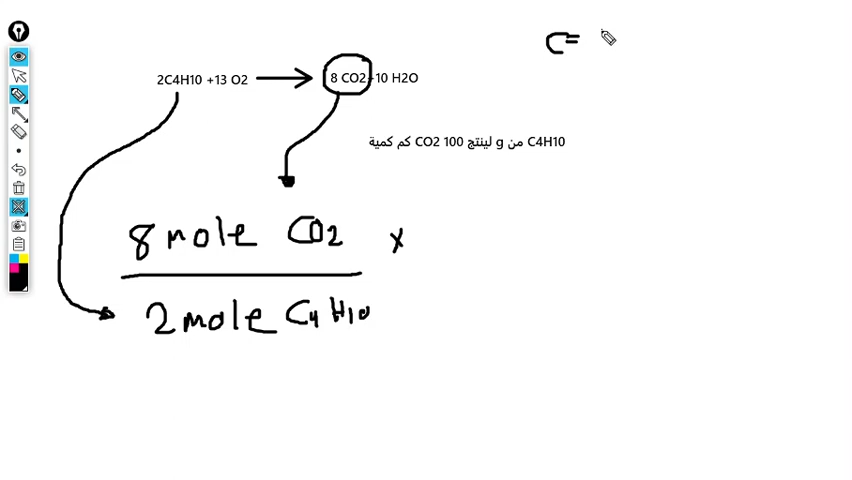 C=
2C4H10 +13 O2 → 8 CO2+10 H2O
كم كمية CO2 100 لينتج g من C4H10
8 mole CO2 x
2 mole C4H10